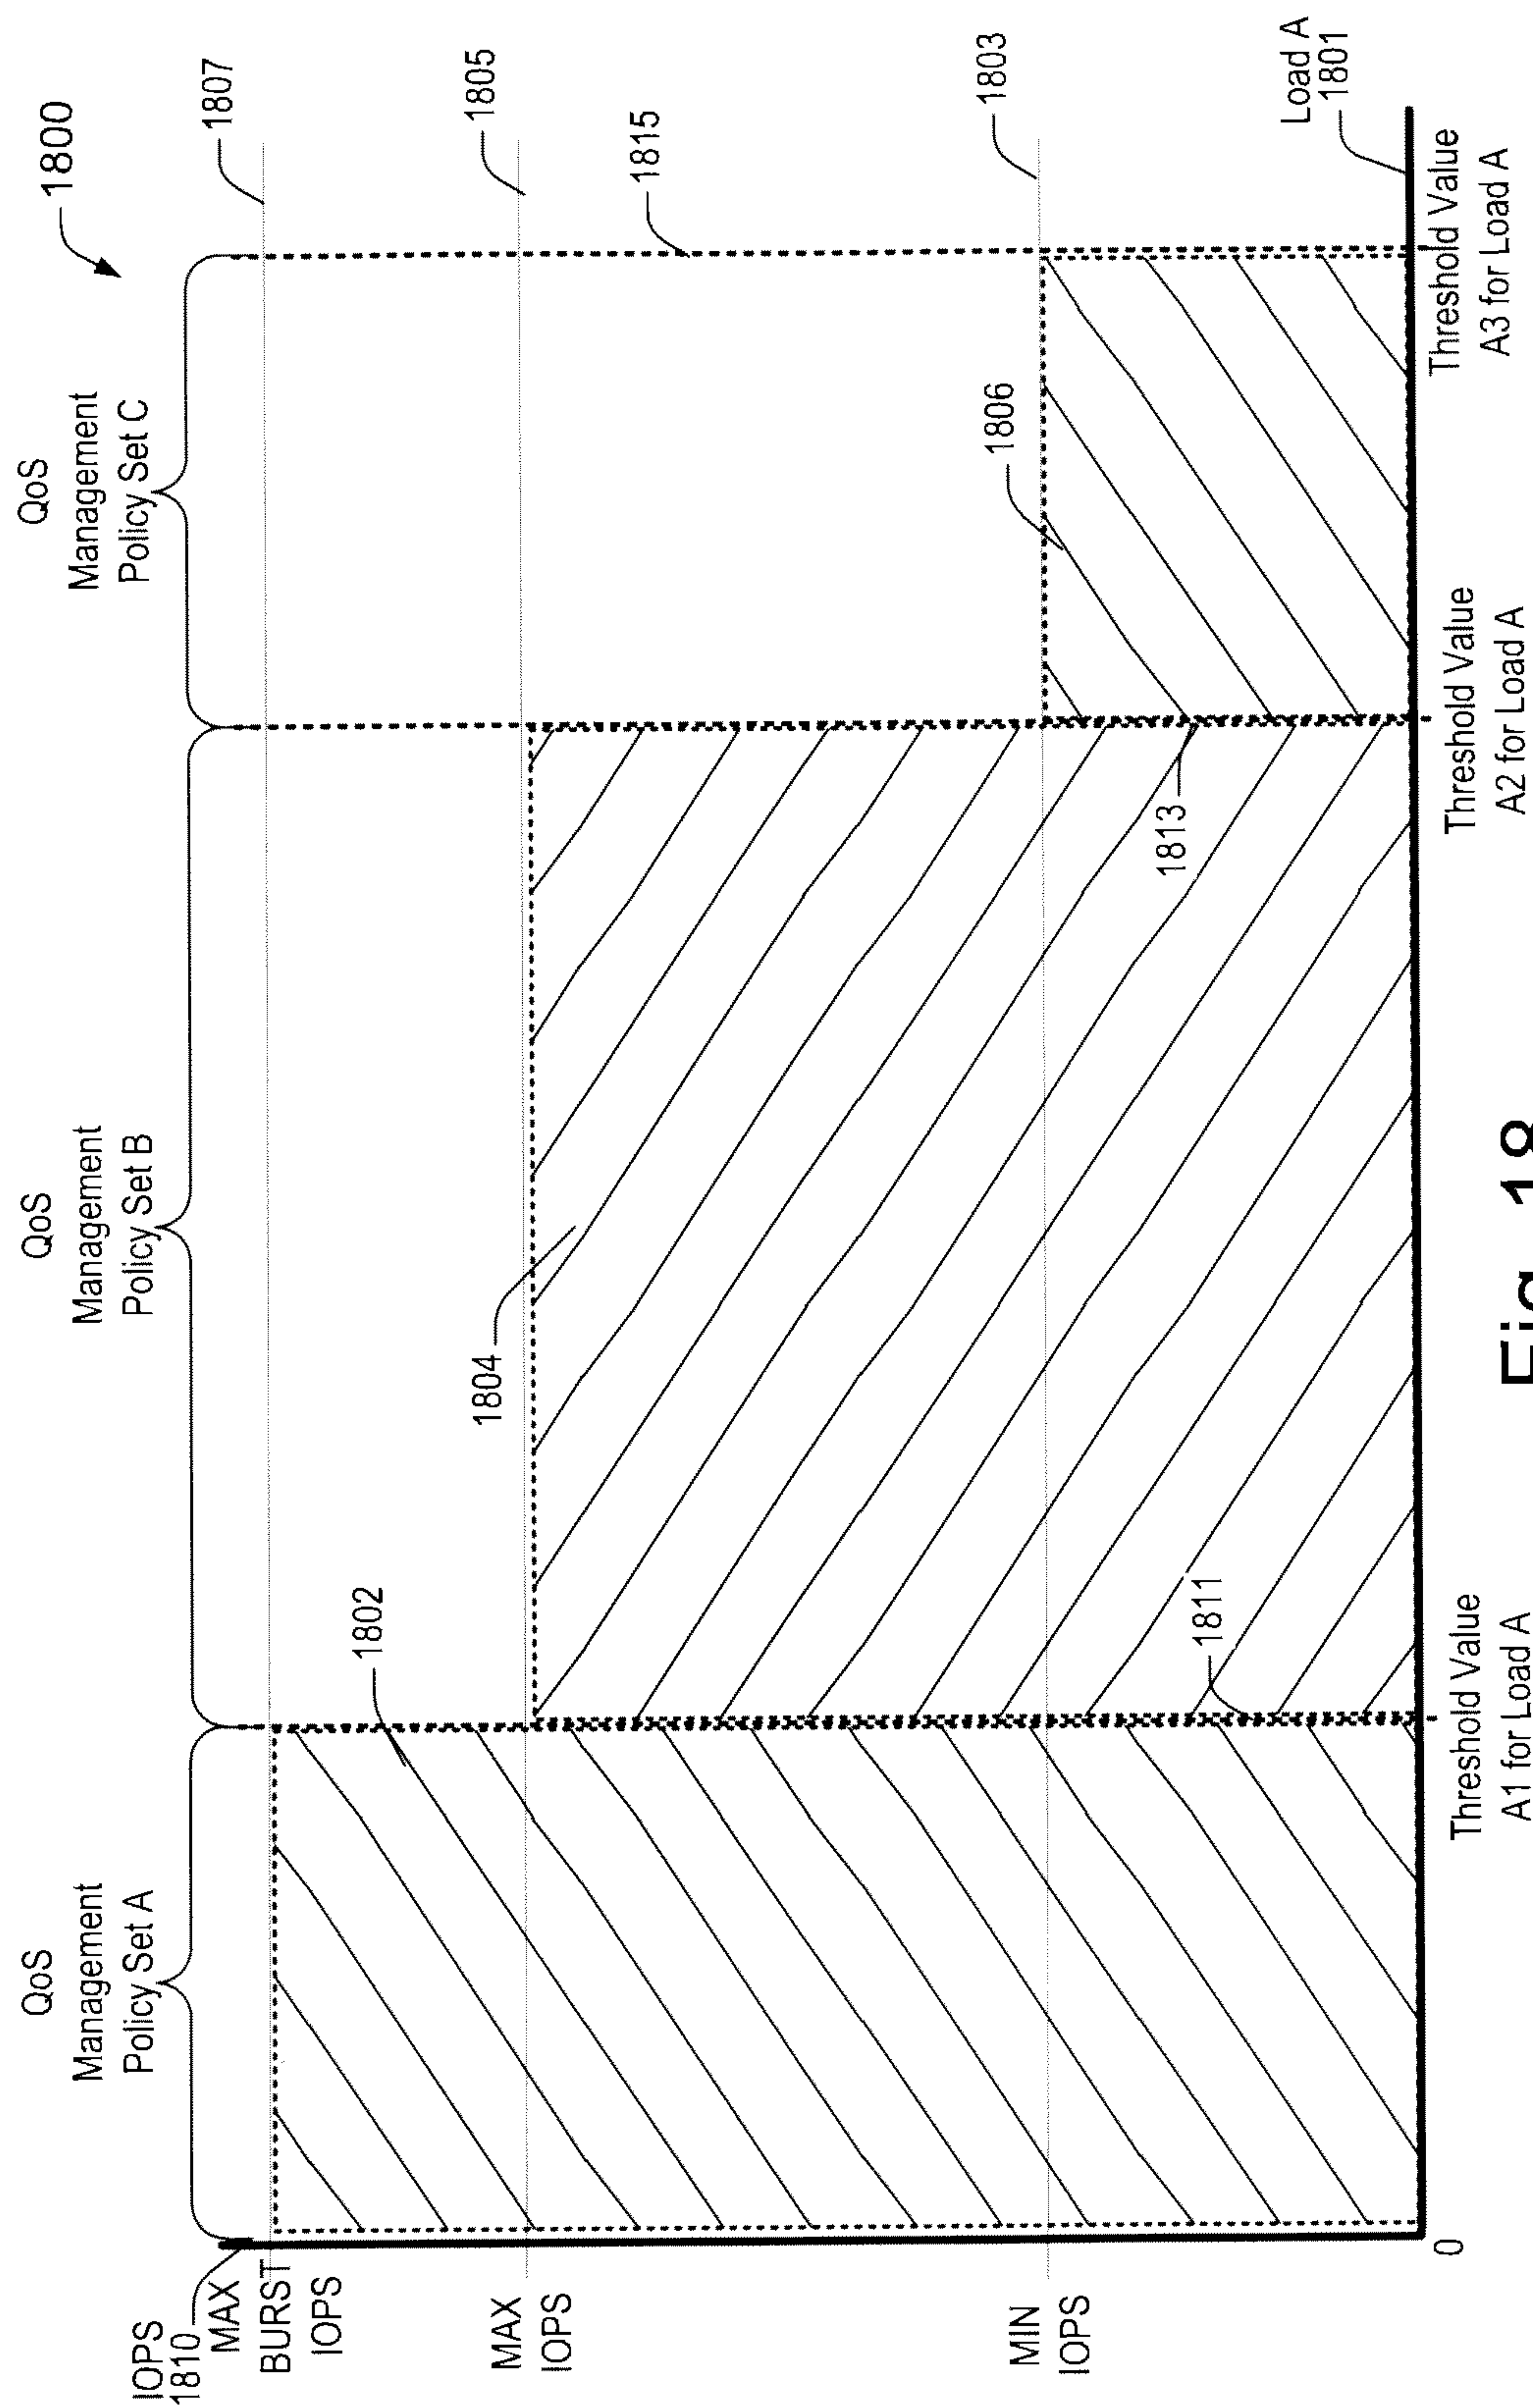 1800
QoS
Management
Policy Set A
QoS
Management
Policy Set B
QoS
Management
Policy Set C
IOPS
1810
MAX
BURST
IOPS
1807
1802
MAX
IOPS
1804
1805
1815
MIN
IOPS
1806
1803
1813
1811
Load A
1801
0
Threshold Value
A1 for Load A
Threshold Value
A2 for Load A
Threshold Value
A3 for Load A
Fig. 18